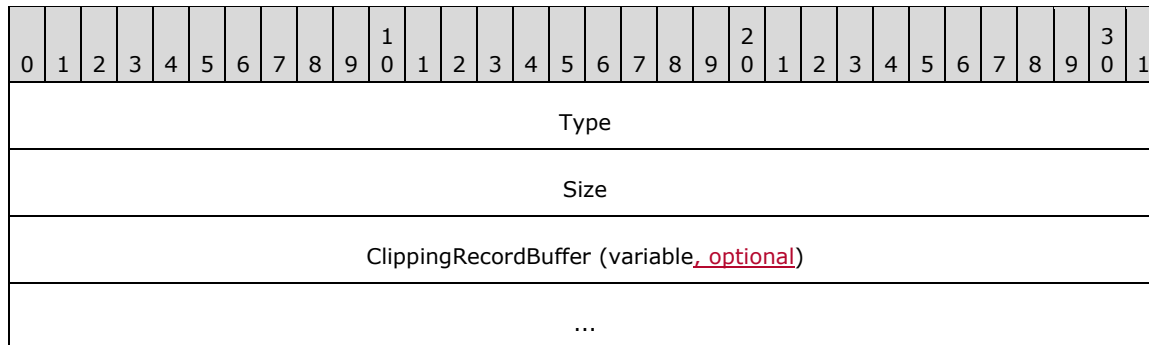 1 2 3
0 1 2 3 4 5 6 7 8 9 0 1 2 3 4 5 6 7 8 9 0 1 2 3 4 5 6 7 8 9 0 1
Type
Size
ClippingRecordBuffer (variable, optional)
...